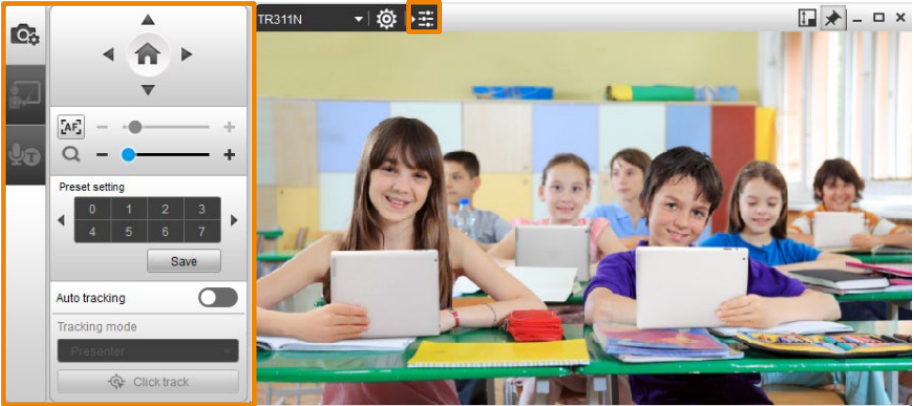 TR311N
AF
Preset setting
0 1 2 3
4 5 6 7
Save
Auto tracking
Tracking mode
Presenter
Click track
T